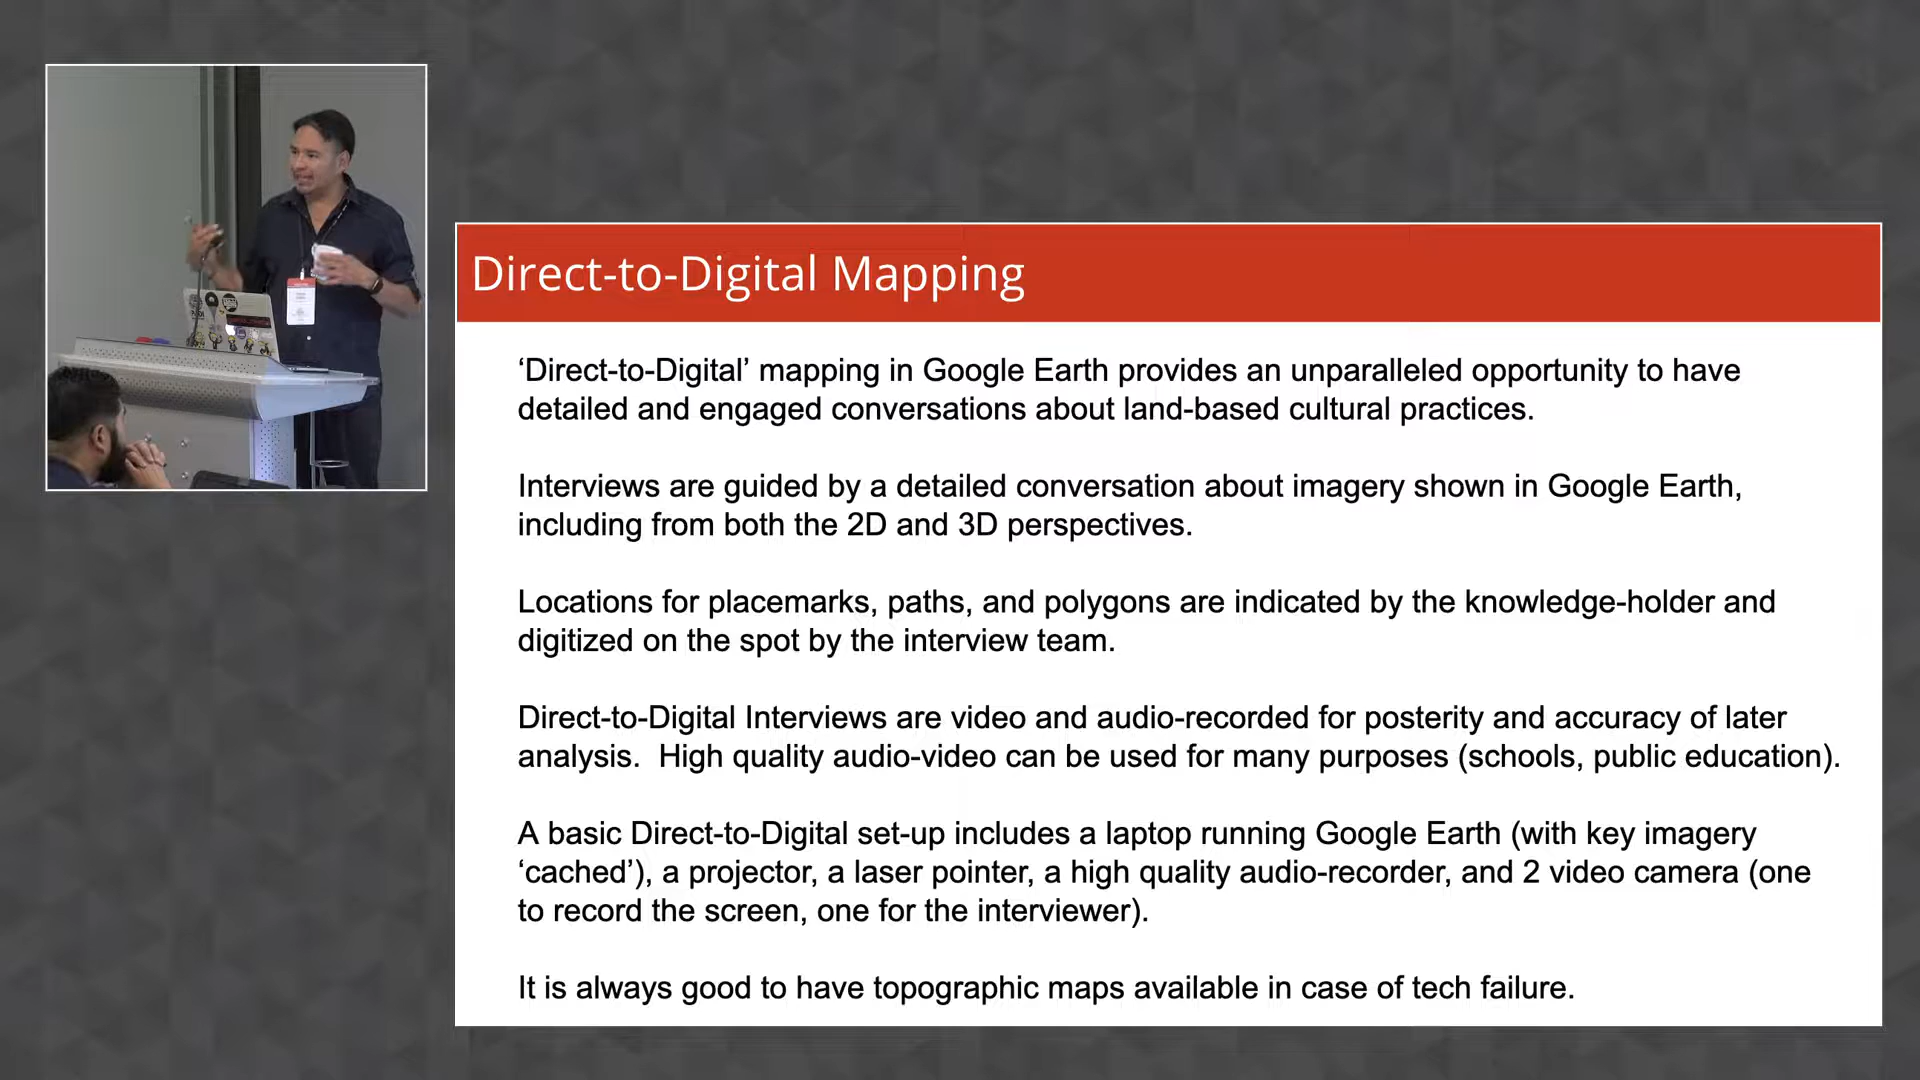 Direct-to-Digital Mapping
‘Direct-to-Digital’ mapping in Google Earth provides an unparalleled opportunity to have
detailed and engaged conversations about land-based cultural practices.
Interviews are guided by a detailed conversation about imagery shown in Google Earth,
including from both the 2D and 3D perspectives.
Locations for placemarks, paths, and polygons are indicated by the knowledge-holder and
digitized on the spot by the interview team.
Direct-to-Digital Interviews are video and audio-recorded for posterity and accuracy of later
analysis.  High quality audio-video can be used for many purposes (schools, public education).
A basic Direct-to-Digital set-up includes a laptop running Google Earth (with key imagery
‘cached’), a projector, a laser pointer, a high quality audio-recorder, and 2 video camera (one
to record the screen, one for the interviewer).
It is always good to have topographic maps available in case of tech failure.